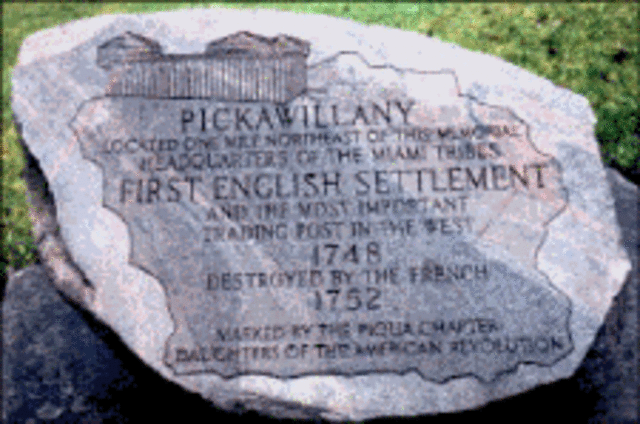 PICKAWILLANY
LOCATED ONE MILE NORTHEAST OF THIS MEMORIAL
HEADQUARTERS OF THE MIAMI TRIBES
FIRST ENGLISH SETTLEMENT
AND THE MOST IMPORTANT
TRADING POST IN THE WEST
1748
DESTROYED BY THE FRENCH
1752
MARKED BY THE PIQUA CHAPTER
DAUGHTERS OF THE AMERICAN REVOLUTION